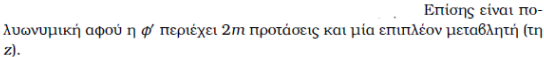 Επίσης είναι πο-
λυωνυμική αφού η ϕ′ περιέχει 2m προτάσεις και μία επιπλέον μεταβλητή (τη
z).